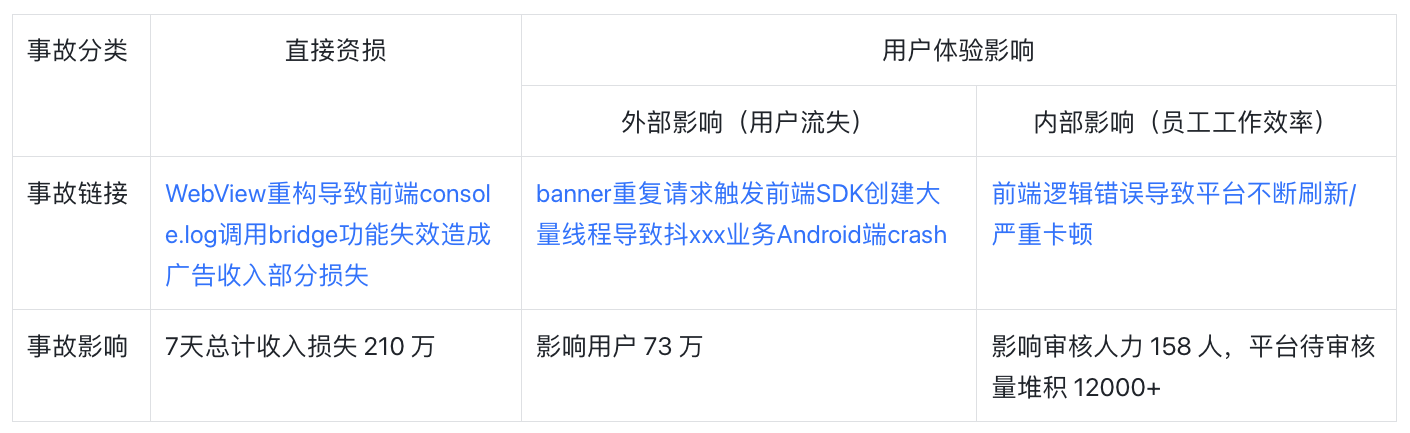 事故分类
直接资损
用户体验影响
外部影响（用户流失）
内部影响（员工工作效率）
事故链接
WebView重构导致前端consol
e.log调用bridge功能失效造成
广告收入部分损失
banner重复请求触发前端SDK创建大
量线程导致抖xxx业务Android端crash
前端逻辑错误导致平台不断刷新/
严重卡顿
事故影响
7天总计收入损失 210 万
影响用户 73 万
影响审核人力 158 人，平台待审核
量堆积 12000+